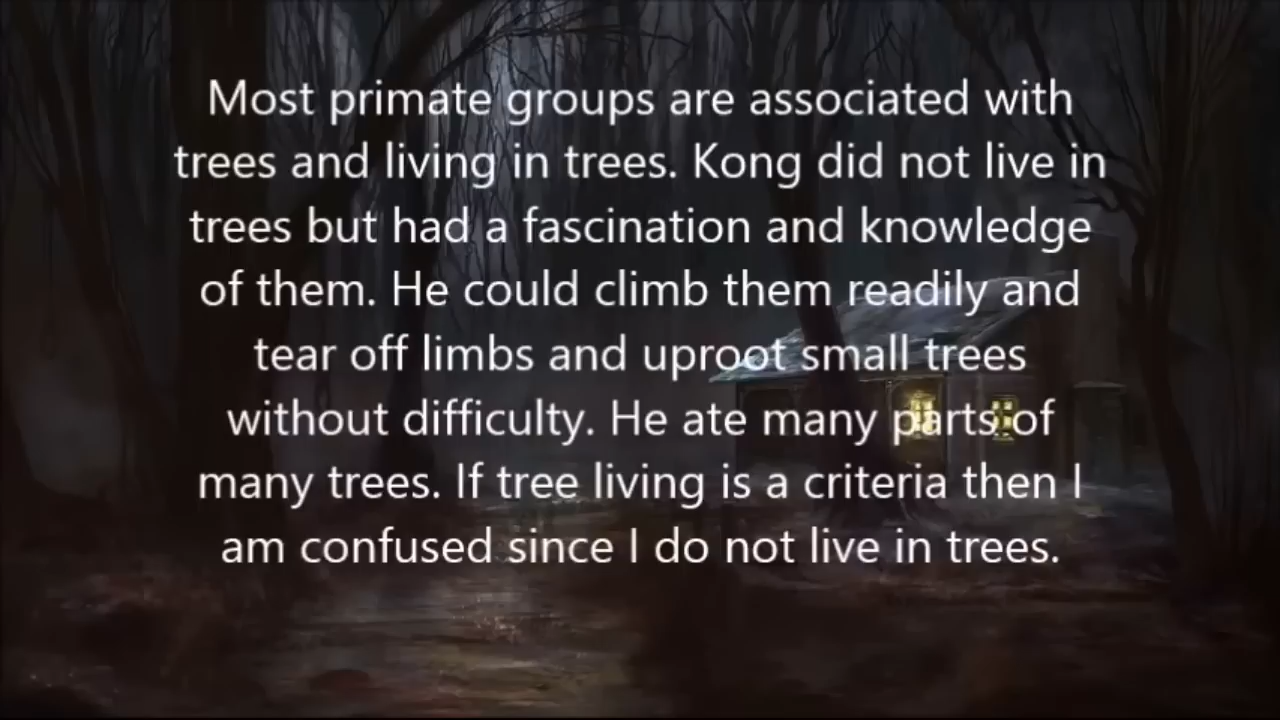 Most primate groups are associated with
trees and living in trees. Kong did not live in
trees but had a fascination and knowledge
of them. He could climb them readily and
tear off limbs and uproot small trees
without difficulty. He ate many parts of
many trees. If tree living is a criteria then I
am confused since I do not live in trees.